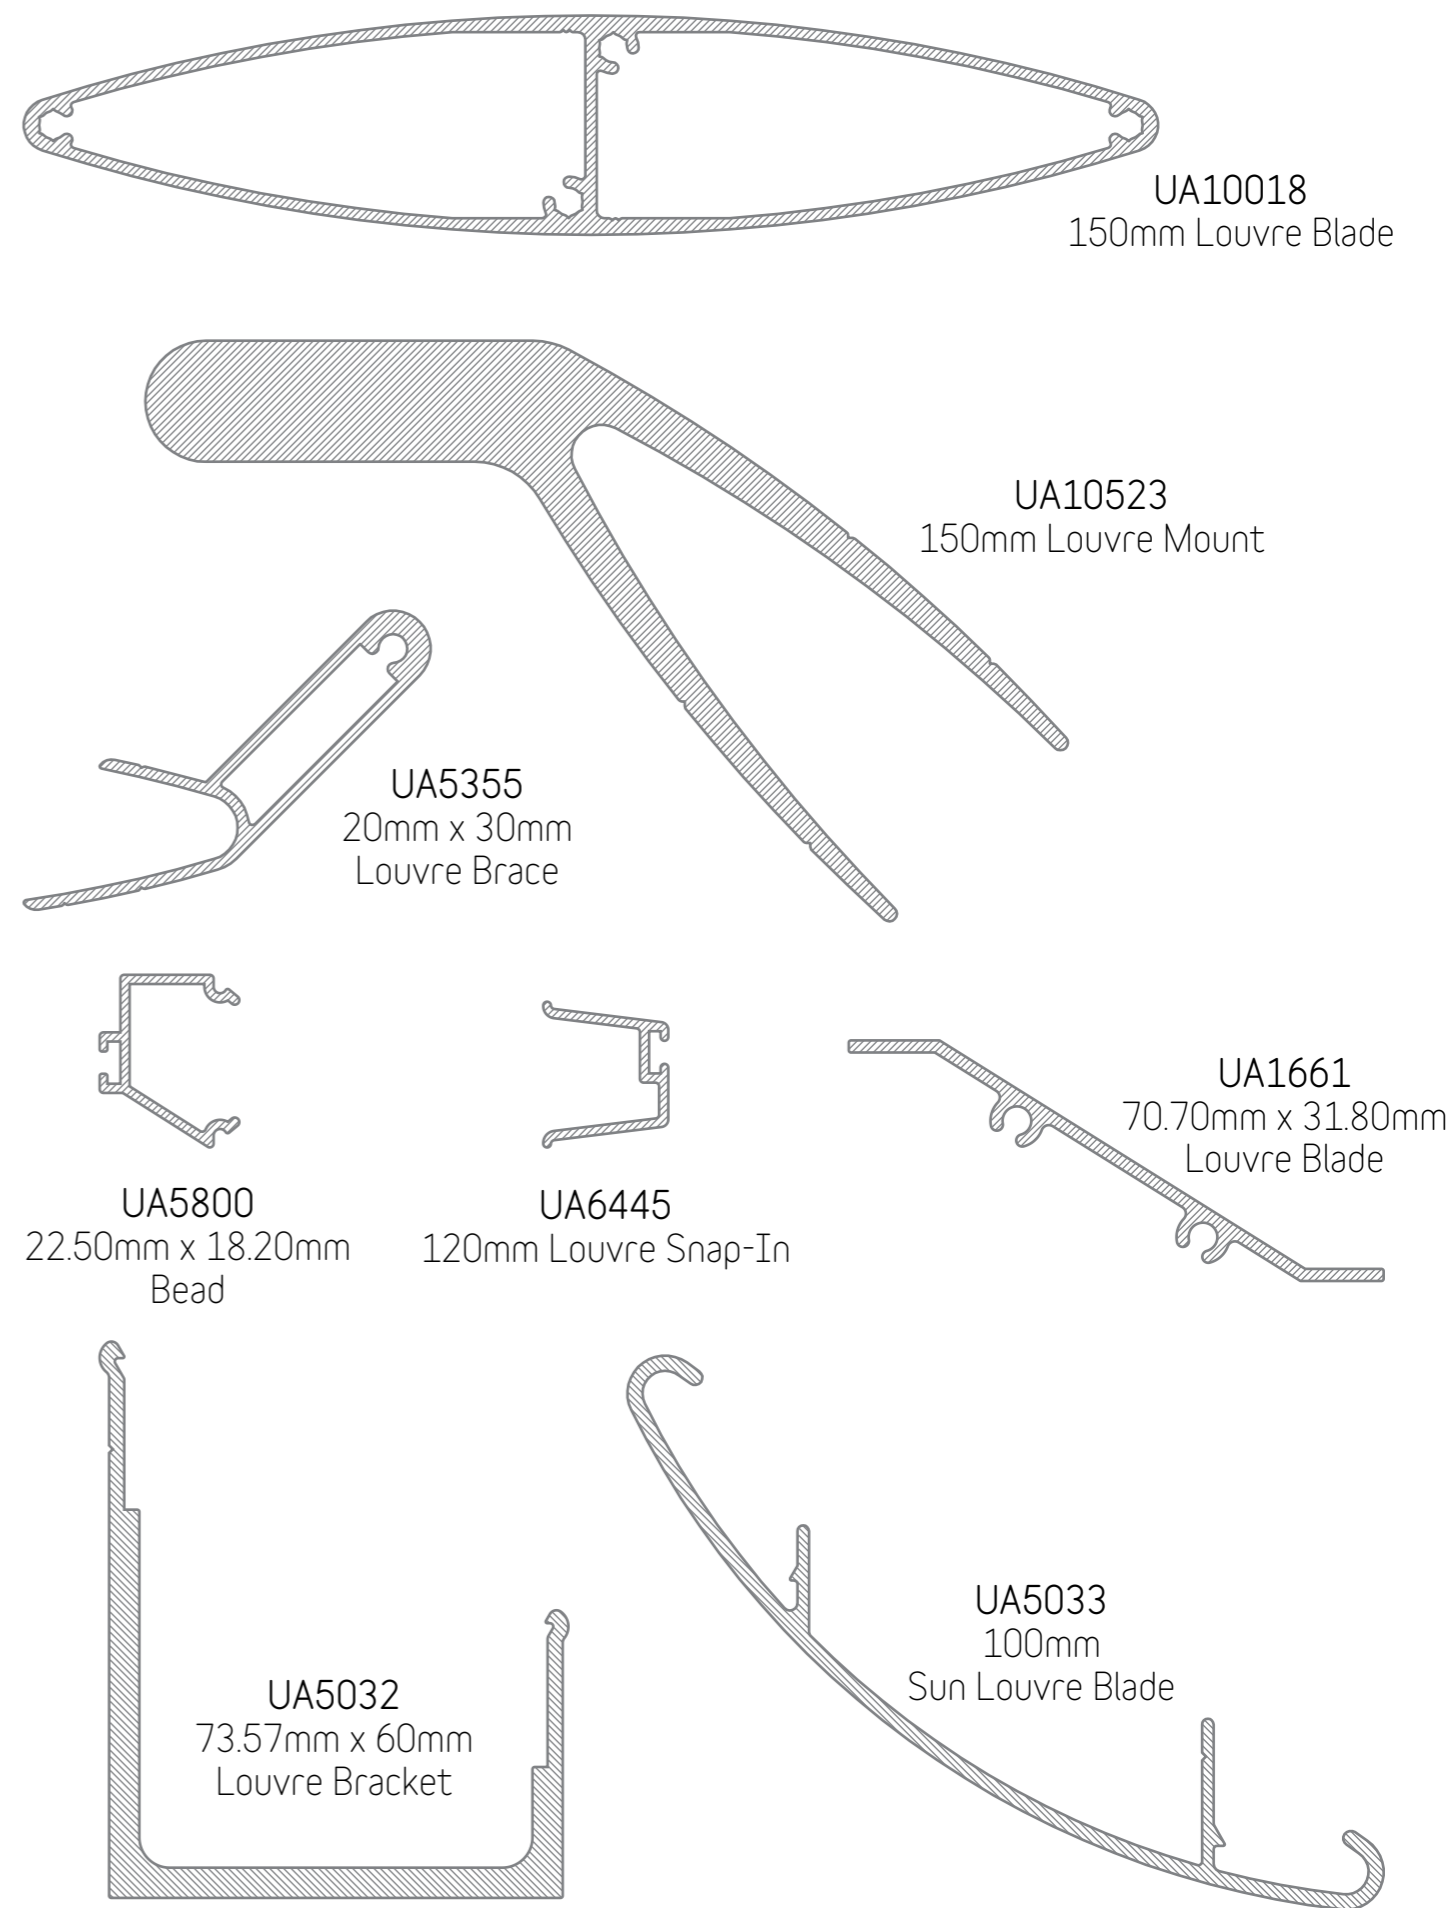 UA10018
150mm Louvre Blade
UA10523
150mm Louvre Mount
UA5355
20mm x 30mm
Louvre Brace
UA5800
22.50mm x 18.20mm
Bead
UA6445
120mm Louvre Snap-In
UA1661
70.70mm x 31.80mm
Louvre Blade
UA5032
73.57mm x 60mm
Louvre Bracket
UA5033
100mm
Sun Louvre Blade